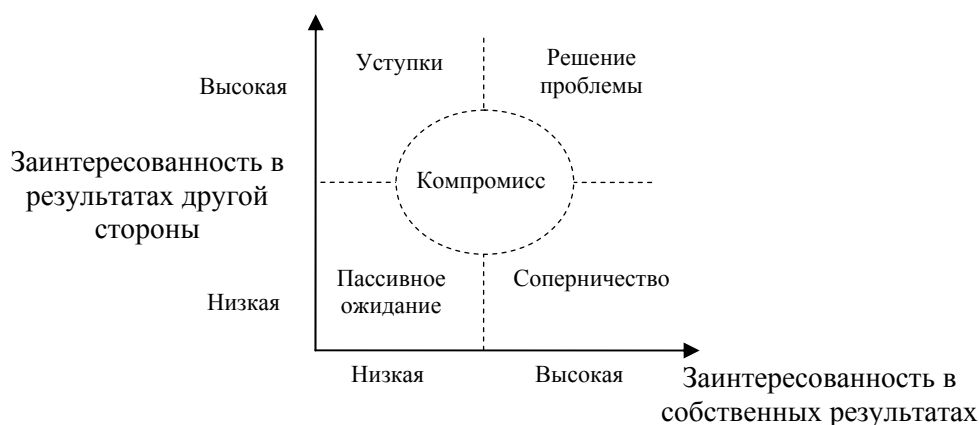 Уступки
Решение
проблемы
Высокая
Заинтересованность в
результатах другой
стороны
Компромисс
Пассивное
ожидание
Соперничество
Низкая
Низкая
Высокая
Заинтересованность в
собственных результатах